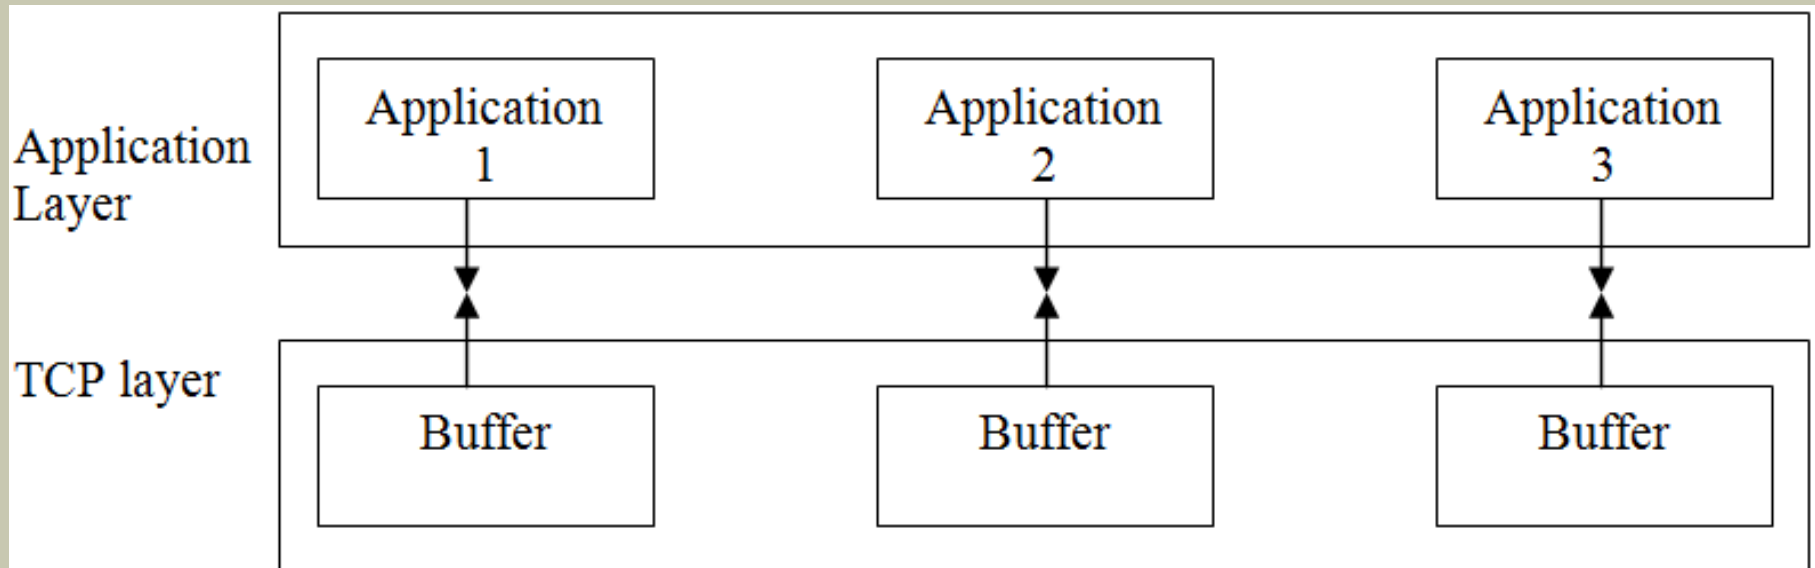 Application
1
Application
2
Application
3
Application
Layer
TCP layer
Buffer
Buffer
Buffer